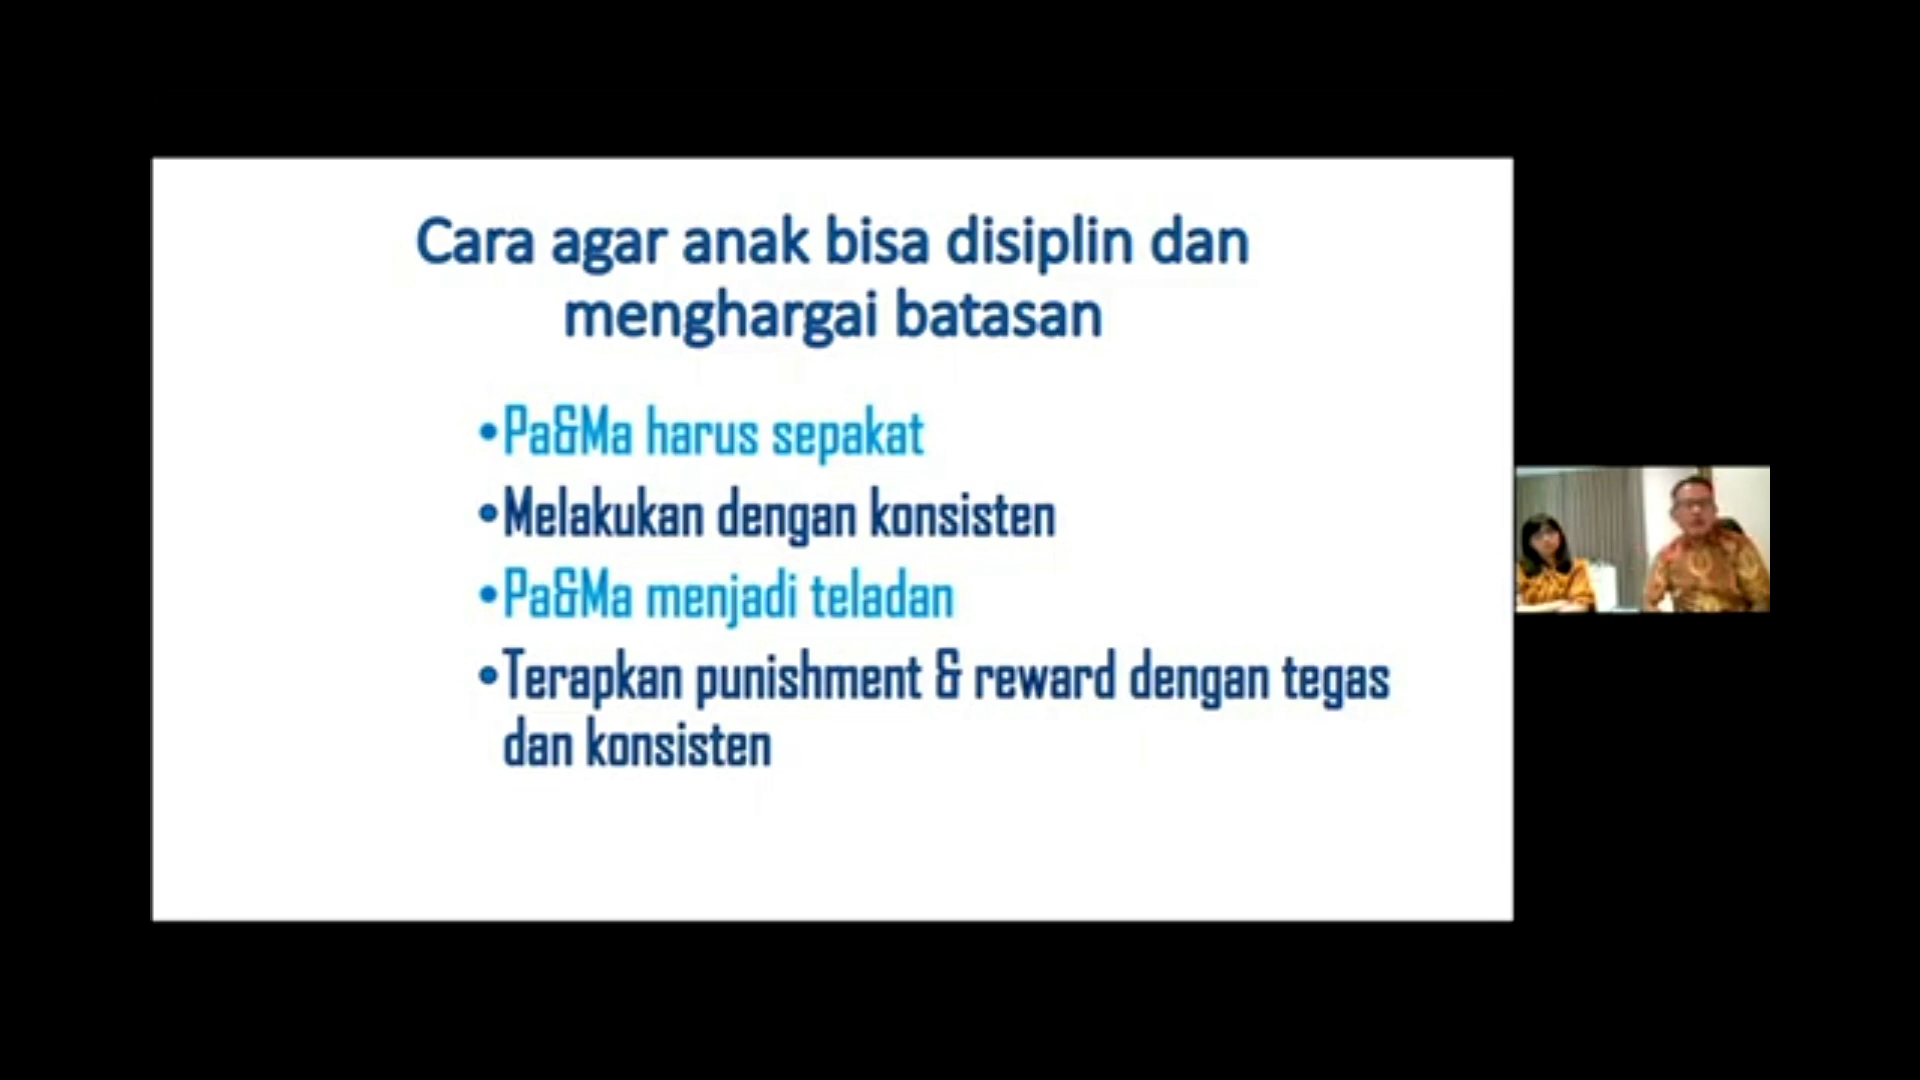 Cara agar anak bisa disiplin dan
menghargai batasan
•Pa&Ma harus sepakat
•Melakukan dengan konsisten
•Pa&Ma menjadi teladan
•Terapkan punishment & reward dengan tegas
dan konsisten